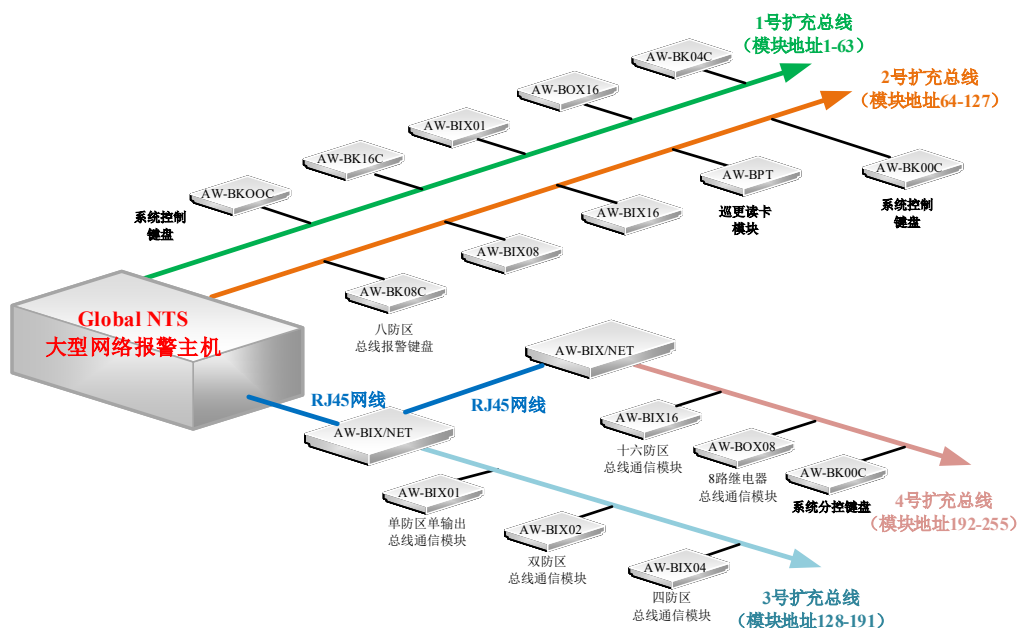 1号扩充总线
（模块地址1-63）
AW-BK04C
2号扩充总线
（模块地址64-127）
AW-BOX16
AW-BIX01
AW-BK16C
AW-BKOOC
系统控制
键盘
AW-BK00C
系统控制
键盘
AW-BPT
巡更读卡
模块
AW-BIX16
AW-BIX08
AW-BK08C
八防区
总线报警键盘
Global NTS
大型网络报警主机
AW-BIX/NET
RJ45网线
RJ45网线
AW-BIX/NET
AW-BIX16
十六防区
总线通信模块
AW-BOX08
8路继电器
总线通信模块
AW-BK00C
系统分控键盘
4号扩充总线
（模块地址192-255）
AW-BIX01
单防区单输出
总线通信模块
AW-BIX02
双防区
总线通信模块
AW-BIX04
四防区
总线通信模块
3号扩充总线
（模块地址128-191）